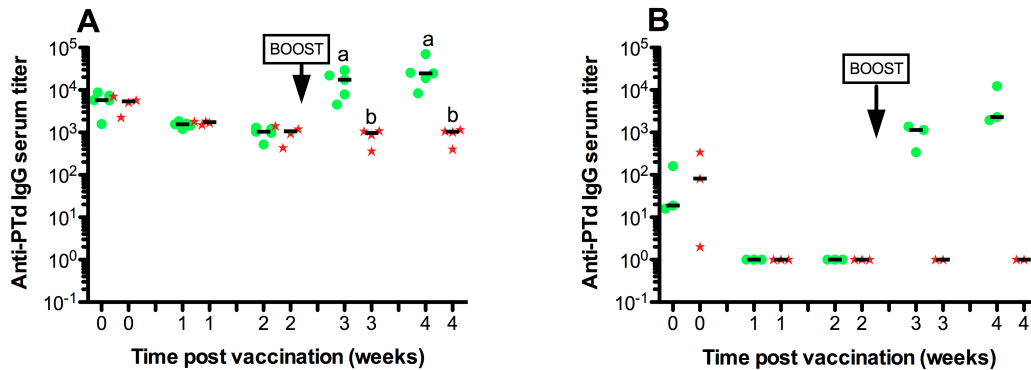 A
Anti-PTd IgG serum titer
10⁵
10⁴
10³
10²
10¹
10⁰
10⁻¹
BOOST
a
a
b
b
0 0 1 1 2 2 3 3 4 4
Time post vaccination (weeks)
B
Anti-PTd IgG serum titer
10⁵
10⁴
10³
10²
10¹
10⁰
10⁻¹
BOOST
0 0 1 1 2 2 3 3 4 4
Time post vaccination (weeks)